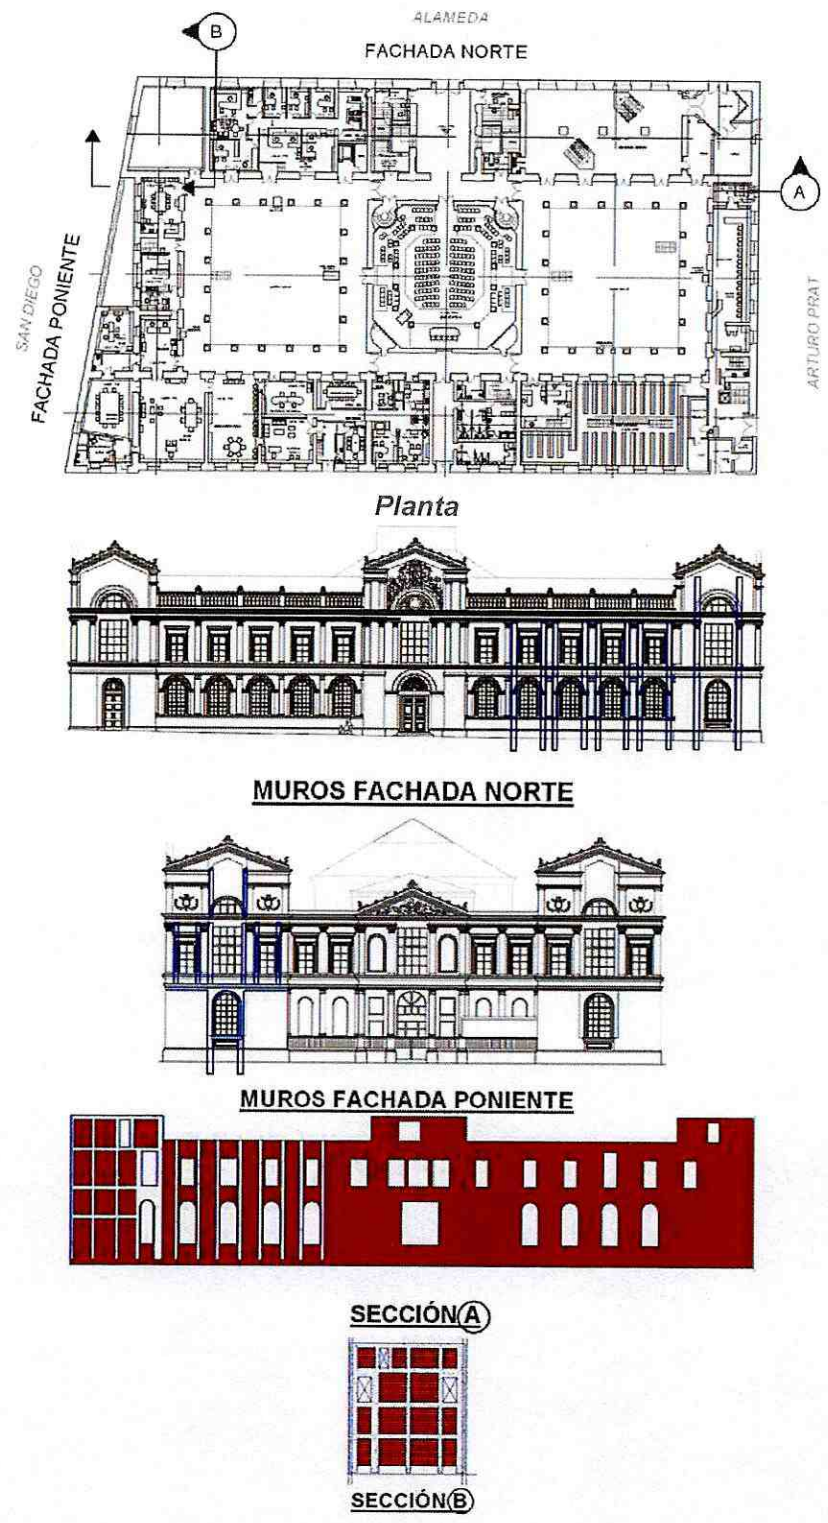 ALAMEDA
B
FACHADA NORTE
A
SAN DIEGO
FACHADA PONIENTE
ARTURO PRAT
Planta
MUROS FACHADA NORTE
MUROS FACHADA PONIENTE
SECCIÓN A
SECCIÓN B